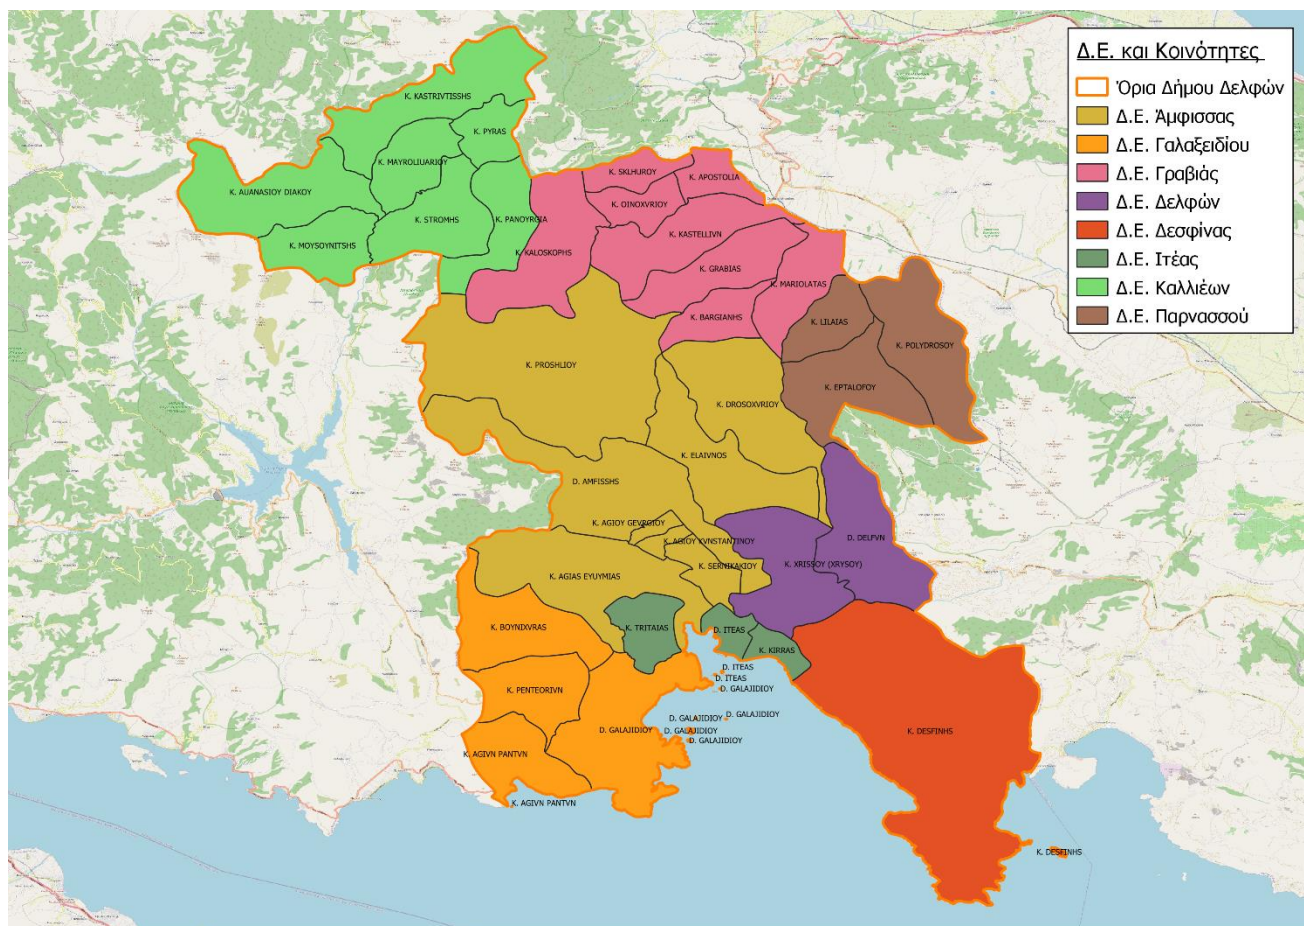 Δ.Ε. και Κοινότητες
Όρια Δήμου Δελφών
Δ.Ε. Άμφισσας
Δ.Ε. Γαλαξειδίου
Δ.Ε. Γραβιάς
Δ.Ε. Δελφών
Δ.Ε. Δεσφίνας
Δ.Ε. Ιτέας
Δ.Ε. Καλλιέων
Δ.Ε. Παρνασσού
K. KASTRIVTISSHS
K. PYRAS
K. MAYROLIUARIOY
K. AUANASIOY DIAKOY
K. STROMHS
K. PANOYRGIA
K. MOYSOYNITSHS
K. SKLHUROY
K. APOSTOLIA
K. OINOXVRIOY
K. KASTELLIVN
K. KALOSKOPHS
K. GRABIAS
K. MARIOLATAS
K. BARGIANHS
K. LILAIAS
K. POLYDROSOY
K. EPTALOFOY
K. PROSHLIOY
K. DROSOXVRIOY
K. ELAIVNOS
D. AMFISSHS
K. AGIOY GEVRGIOY
K. AGIOY KVNSTANTINOY
D. DELFVN
K. SERNIKAKIOY
K. XRISSOY (XRYSOY)
K. AGIAS EYUYMIAS
K. BOYNIXVRAS
K. TRITAIAS
D. ITEAS
K. KIRRAS
D. ITEAS
D. ITEAS
D. GALAJIDIOY
K. PENTEORIVN
D. GALAJIDIOY
D. GALAJIDIOY
D. GALAJIDIOY
D. GALAJIDIOY
D. GALAJIDIOY
K. DESFINHS
K. AGIVN PANTVN
K. AGIVN PANTVN
K. DESFINHS